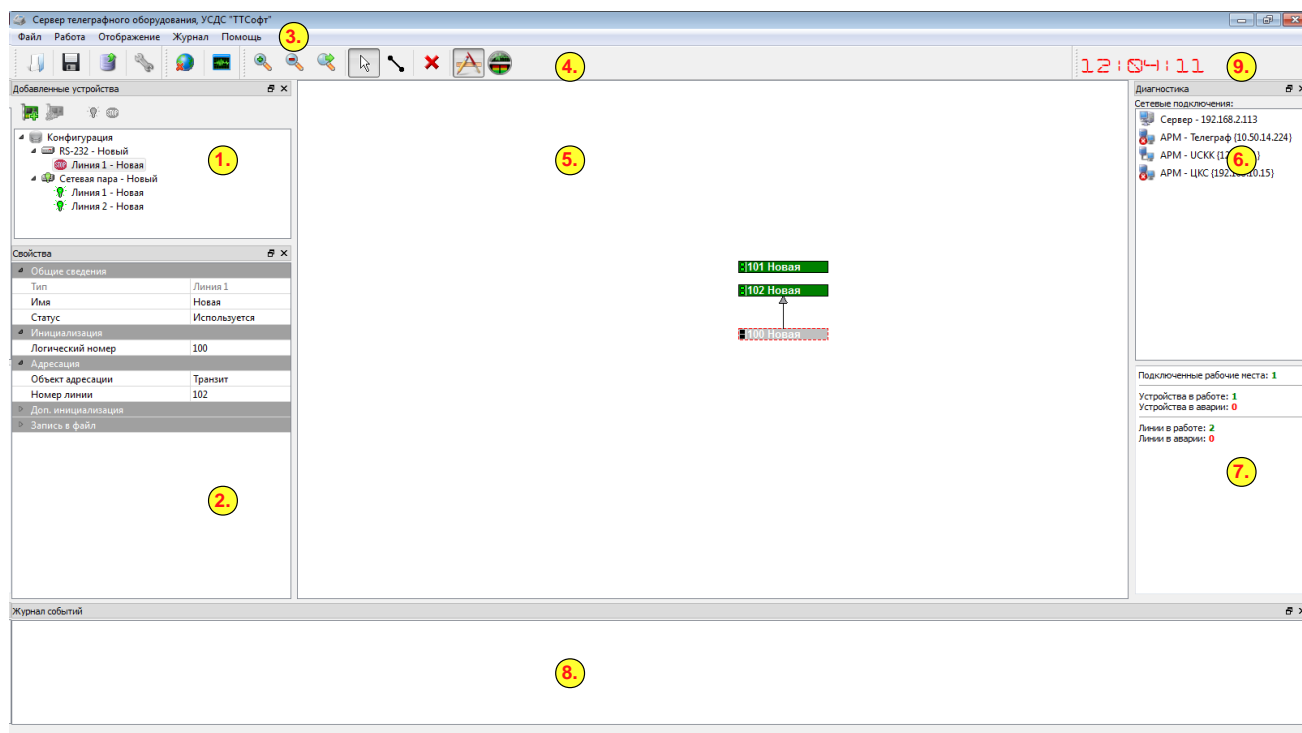 Сервер телеграфного оборудования, УСДС "ТТСофт"
Файл Работа Отображение Журнал Помощь
3.
4.
12:04:11
9.
Добавленные устройства
Конфигурация
RS-232 - Новый
Линия 1 - Новая
Сетевая пара - Новый
Линия 1 - Новая
Линия 2 - Новая
1.
Свойства
Общие сведения
Тип Линия 1
Имя Новая
Статус Используется
Инициализация
Логический номер 100
Адресация
Объект адресации Транзит
Номер линии 102
Доп. инициализация
Запись в файл
2.
5.
101 Новая
102 Новая
100 Новая
Диагностика
Сетевые подключения:
Сервер - 192.168.2.113
АРМ - Телеграф {10.50.14.224}
АРМ - UCKK {12
АРМ - ЦКС {192. .10.15}
6.
Подключенные рабочие места: 1
Устройства в работе: 1
Устройства в аварии: 0
Линии в работе: 2
Линии в аварии: 0
7.
Журнал событий
8.